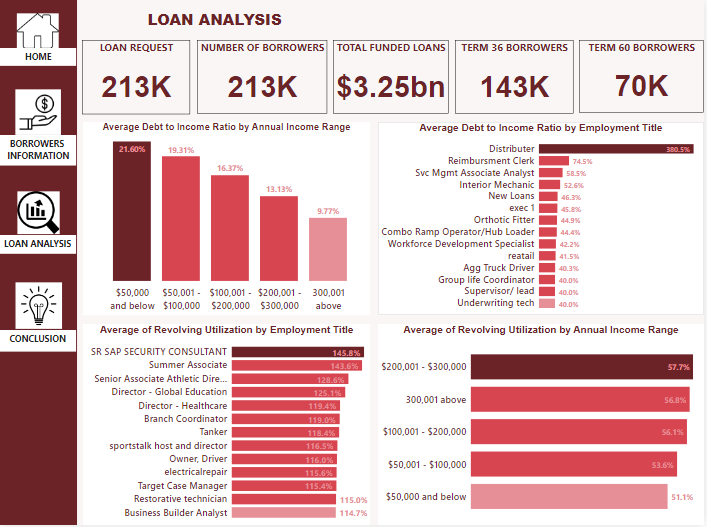 LOAN ANALYSIS
HOME
BORROWERS
INFORMATION
LOAN ANALYSIS
CONCLUSION
LOAN REQUEST
213K
NUMBER OF BORROWERS
213K
TOTAL FUNDED LOANS
$3.25bn
TERM 36 BORROWERS
143K
TERM 60 BORROWERS
70K
Average Debt to Income Ratio by Annual Income Range
21.60%
19.31%
16.37%
13.13%
9.77%
$50,000 and below
$50,001 - $100,000
$100,001 - $200,000
$200,001 - $300,000
300,001 above
Average Debt to Income Ratio by Employment Title
Distributer 380.5%
Reimbursment Clerk 74.5%
Svc Mgmt Associate Analyst 58.5%
Interior Mechanic 52.6%
New Loans 46.3%
exec 1 45.8%
Orthotic Fitter 44.9%
Combo Ramp Operator/Hub Loader 44.4%
Workforce Development Specialist 42.2%
reatail 41.5%
Agg Truck Driver 40.3%
Group life Coordinator 40.0%
Supervisor/ lead 40.0%
Underwriting tech 40.0%
Average of Revolving Utilization by Employment Title
SR SAP SECURITY CONSULTANT 145.8%
Summer Associate 143.6%
Senior Associate Athletic Dire... 128.6%
Director - Global Education 125.1%
Director - Healthcare 119.4%
Branch Coordinator 119.0%
Tanker 118.4%
sportstalk host and director 116.5%
Owner, Driver 116.0%
electricalrepair 115.6%
Target Case Manager 115.4%
Restorative technician 115.0%
Business Builder Analyst 114.7%
Average of Revolving Utilization by Annual Income Range
$200,001 - $300,000 57.7%
300,001 above 56.8%
$100,001 - $200,000 56.1%
$50,001 - $100,000 53.6%
$50,000 and below 51.1%